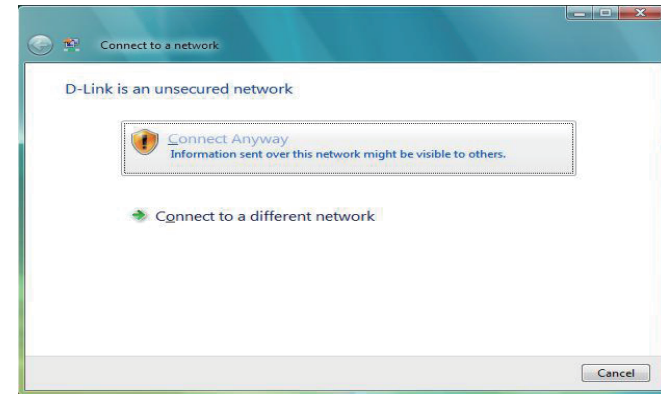 Connect to a network
D-Link is an unsecured network
Connect Anyway
Information sent over this network might be visible to others.
Connect to a different network
Cancel